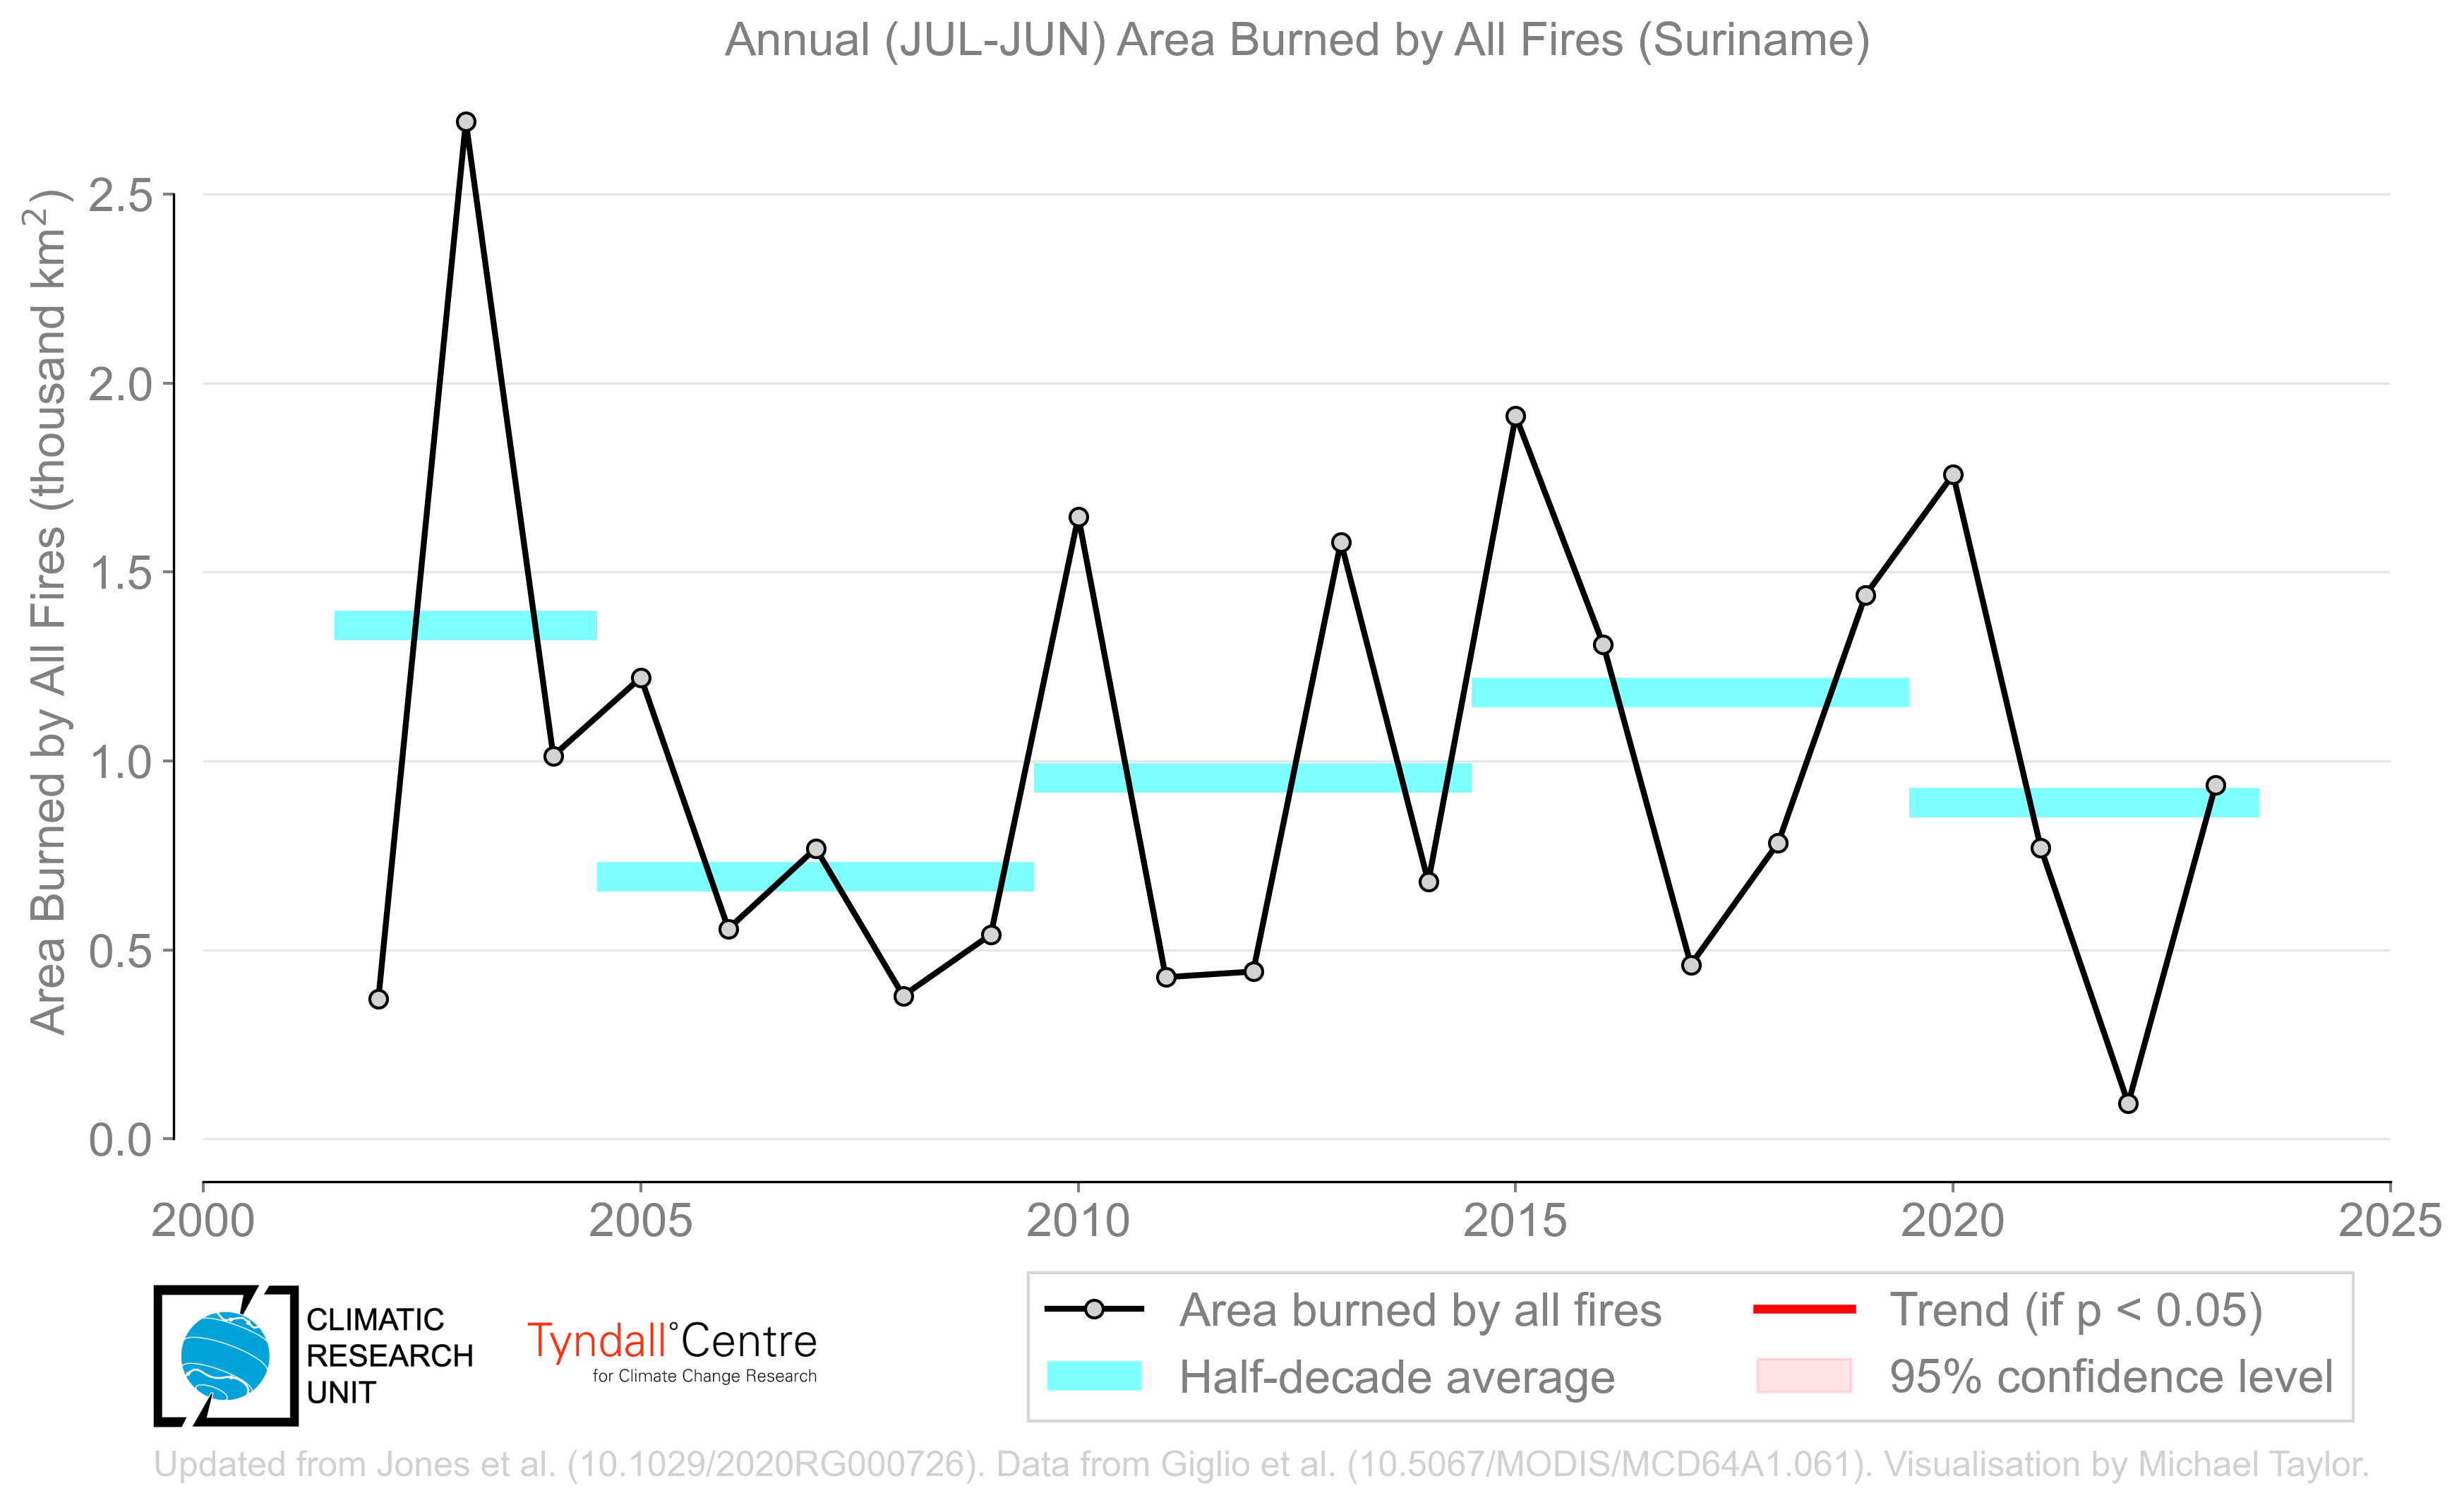 Annual (JUL-JUN) Area Burned by All Fires (Suriname)
Area Burned by All Fires (thousand km²)
2.5
2.0
1.5
1.0
0.5
0.0
2000 2005 2010 2015 2020 2025
Area burned by all fires
Half-decade average
Trend (if p < 0.05)
95% confidence level
CLIMATIC
RESEARCH
UNIT
Tyndall°Centre
for Climate Change Research
Updated from Jones et al. (10.1029/2020RG000726). Data from Giglio et al. (10.5067/MODIS/MCD64A1.061). Visualisation by Michael Taylor.